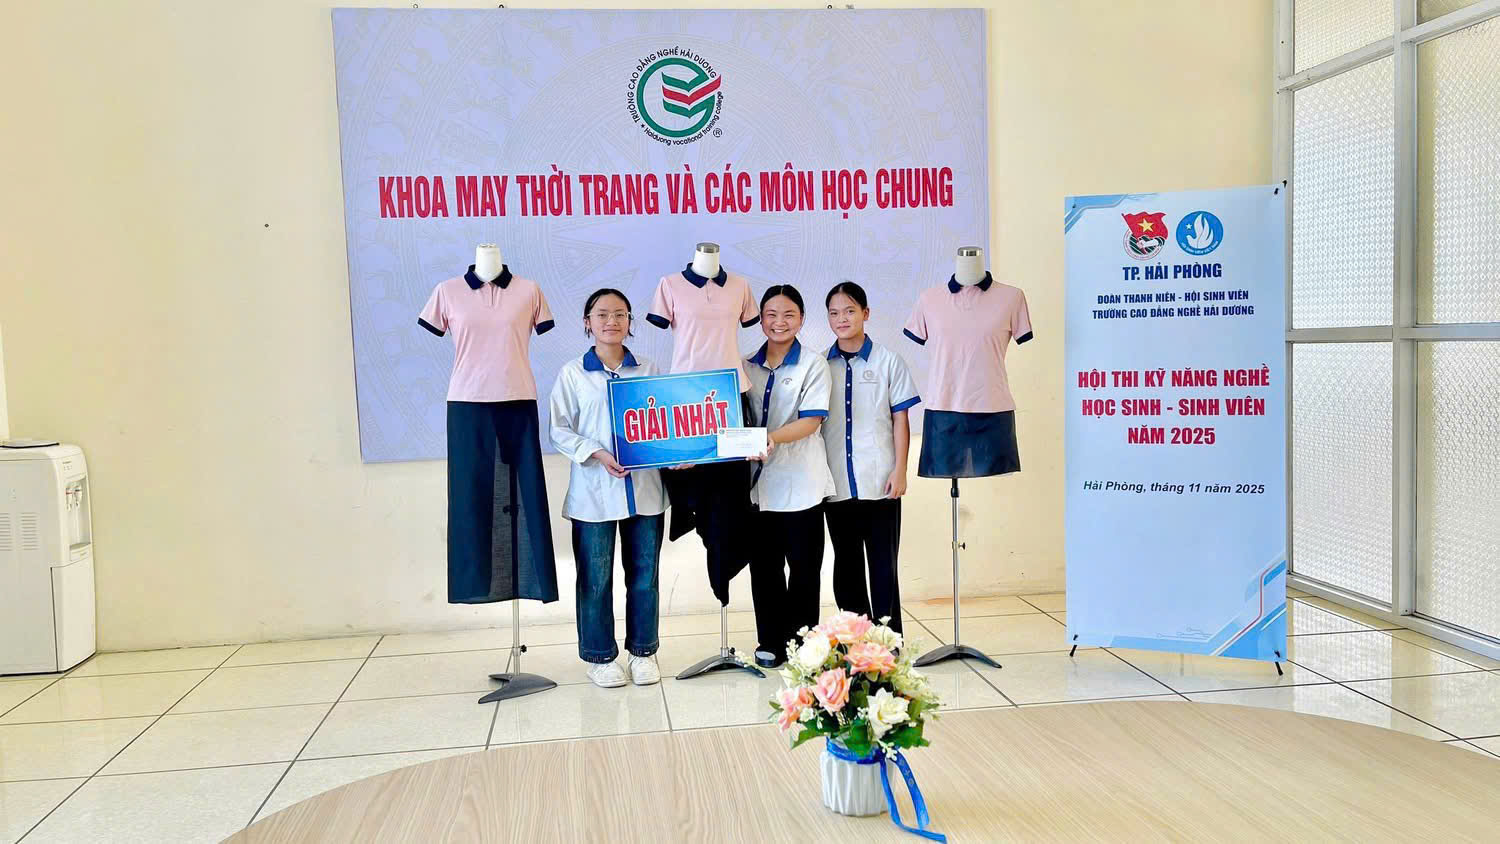 TRƯỜNG CAO ĐẲNG NGHỀ HẢI DƯƠNG
Haiduong vocational training college
®
KHOA MAY THỜI TRANG VÀ CÁC MÔN HỌC CHUNG
GIẢI NHẤT
TP. HẢI PHÒNG
ĐOÀN THANH NIÊN - HỘI SINH VIÊN
TRƯỜNG CAO ĐẲNG NGHỀ HẢI DƯƠNG
HỘI THI KỸ NĂNG NGHỀ
HỌC SINH - SINH VIÊN
NĂM 2025
Hải Phòng, tháng 11 năm 2025